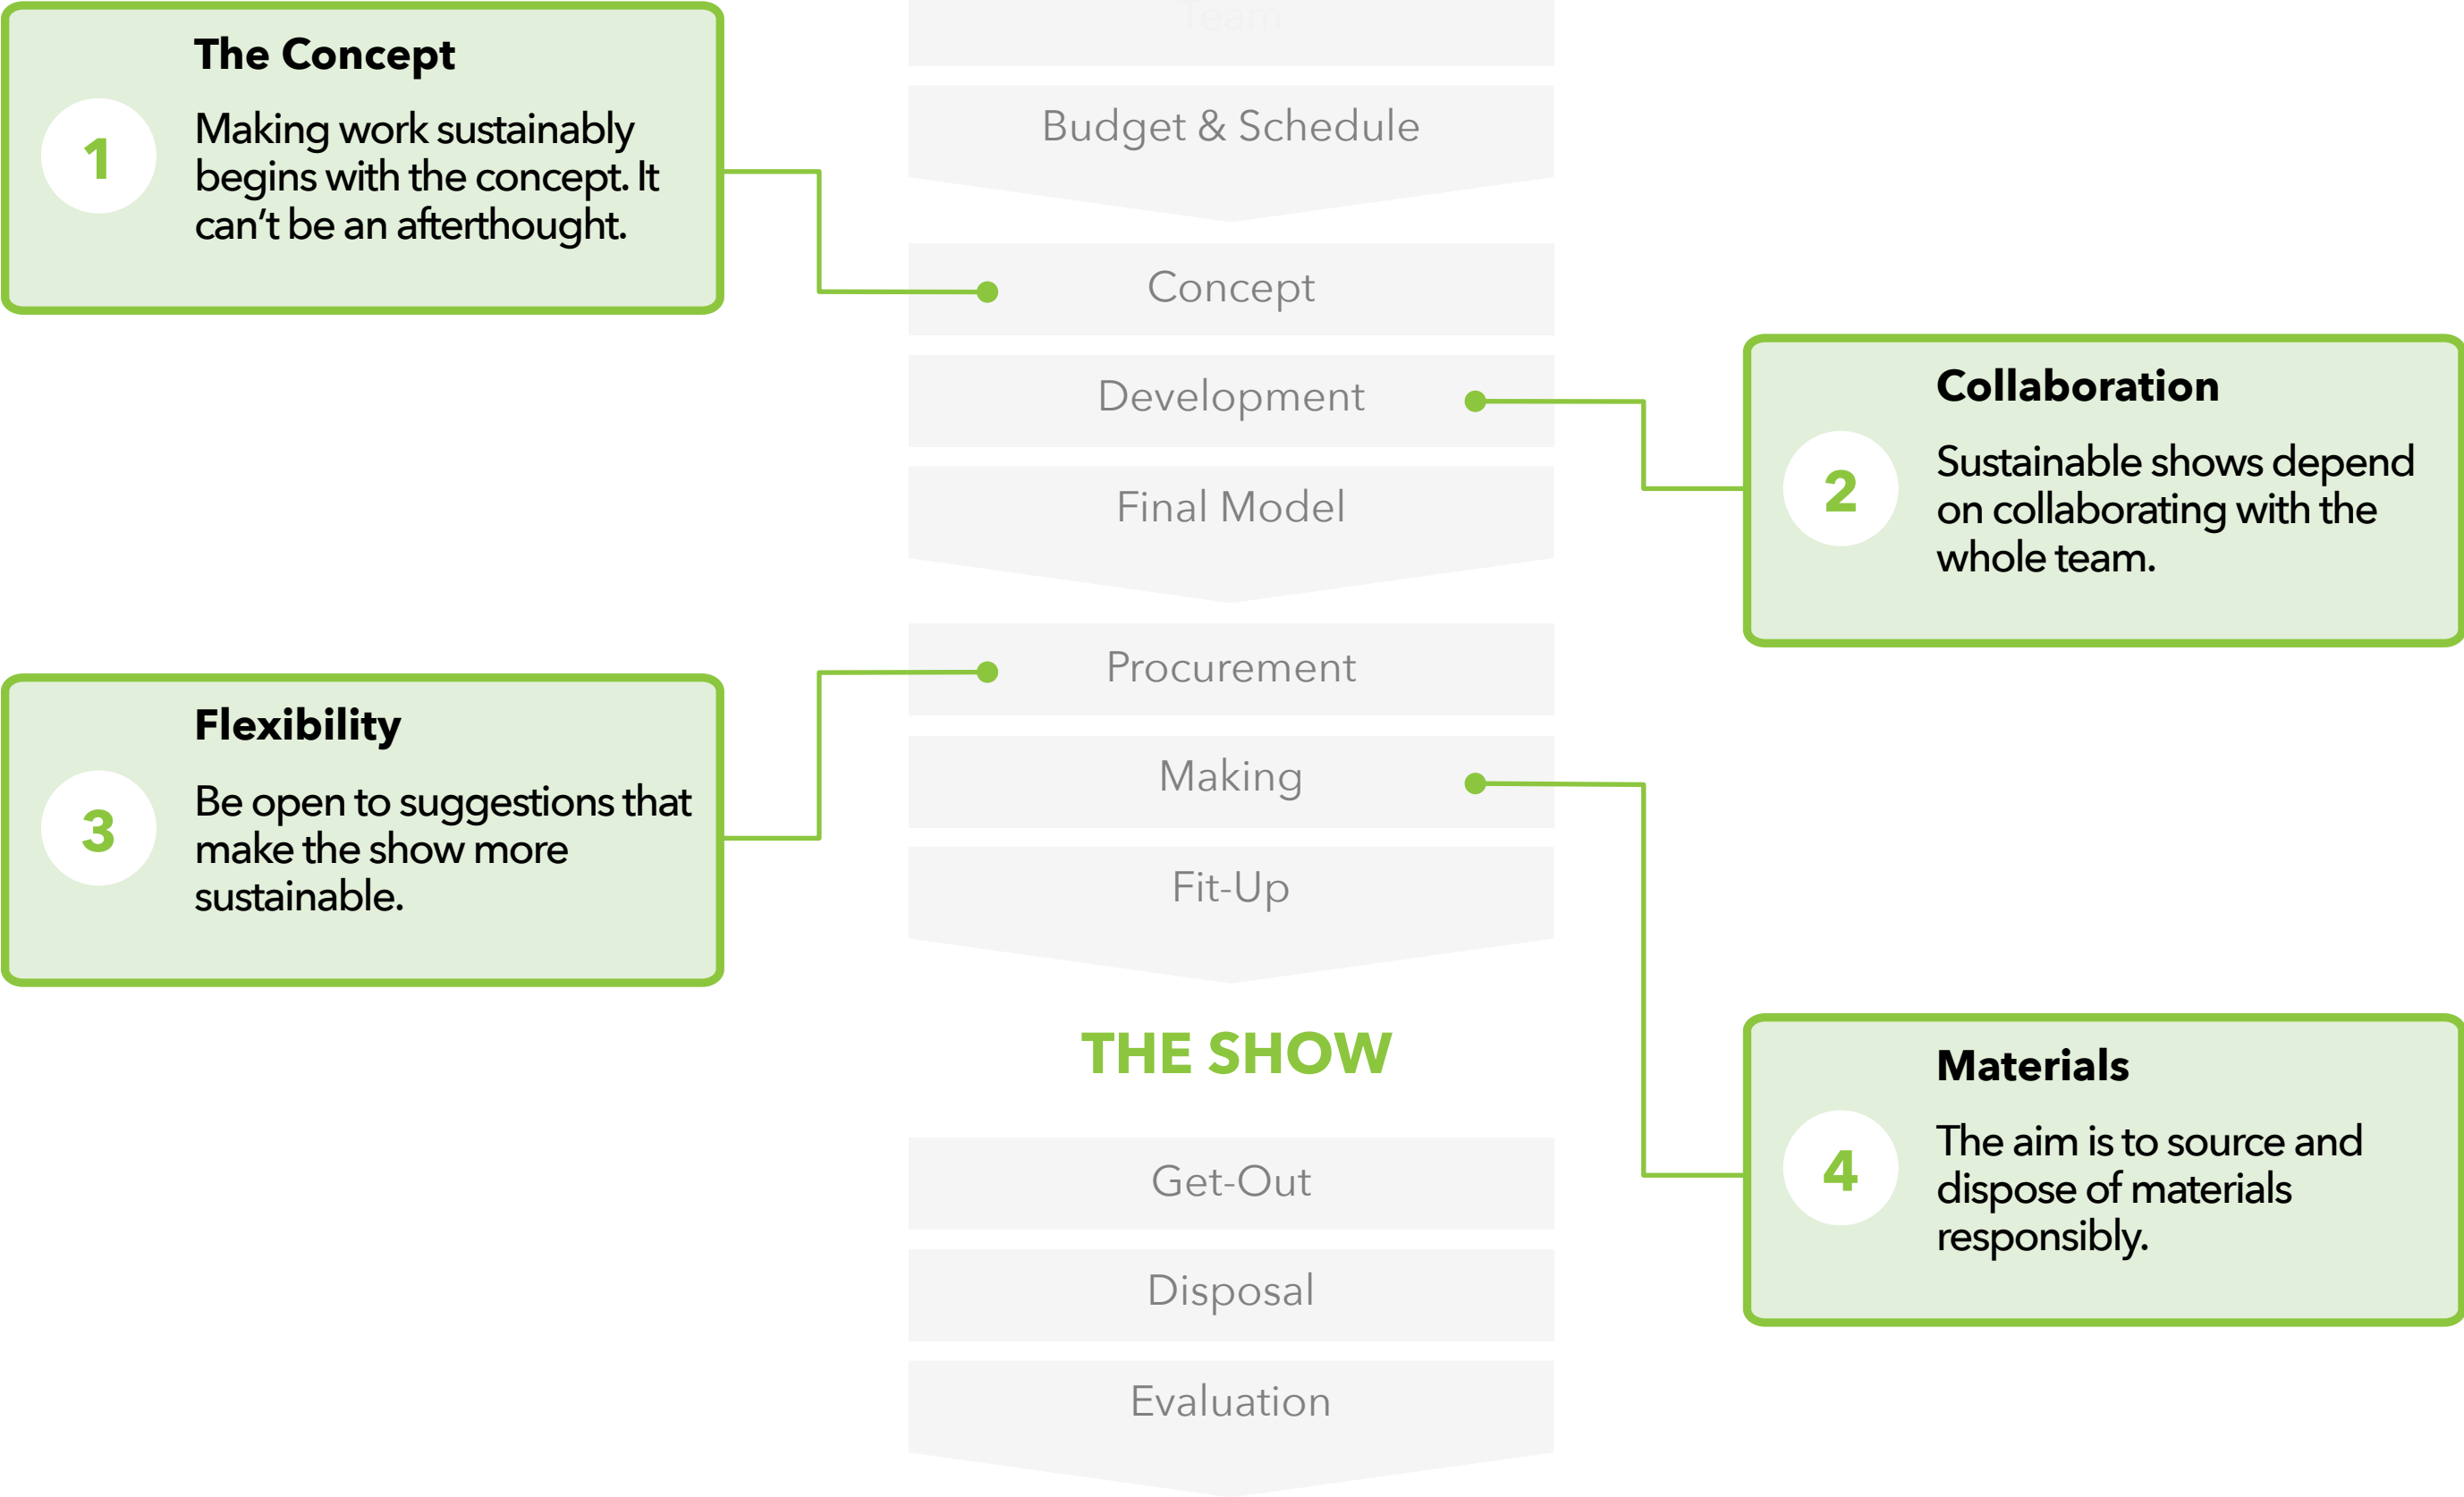 Team
The Concept
1
Making work sustainably
begins with the concept. It
can't be an afterthought.
Budget & Schedule
Concept
Development
Collaboration
2
Sustainable shows depend
on collaborating with the
whole team.
Final Model
Procurement
Flexibility
3
Be open to suggestions that
make the show more
sustainable.
Making
Fit-Up
THE SHOW
Materials
4
The aim is to source and
dispose of materials
responsibly.
Get-Out
Disposal
Evaluation